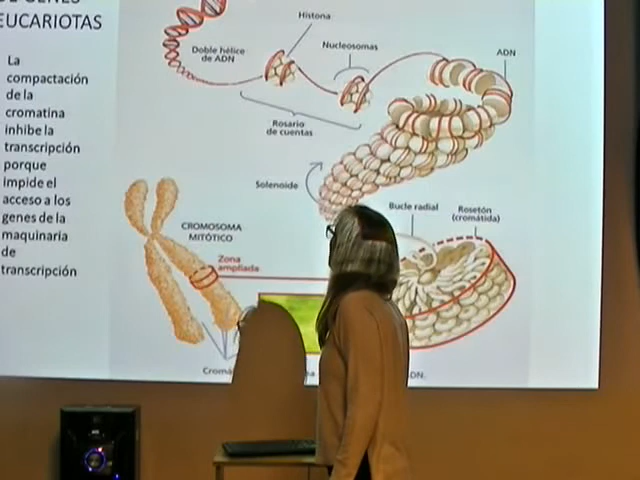 EUCARIOTAS
La
compactación
de la
cromatina
inhibe la
transcripción
porque
impide el
acceso a los
genes de la
maquinaria
de
transcripción
Histona
Doble hélice
de ADN
Nucleosomas
ADN
Rosario
de cuentas
Solenoide
Bucle radial
Rosetón
(cromátida)
CROMOSOMA
MITÓTICO
Zona
ampliada